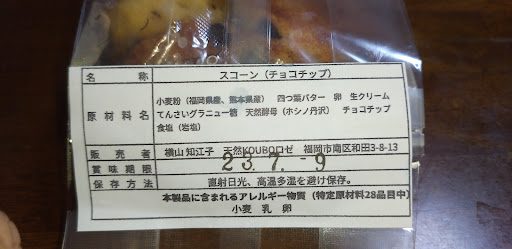 名 称 スコーン（チョコチップ）
小麦粉（福岡県産、熊本県産） 四つ葉バター 卵 生クリーム
原 材 料 名 てんさいグラニュー糖 天然酵母（ホシノ丹沢） チョコチップ
食塩（岩塩）
販 売 者 横山 知江子 天然KOUBOロゼ 福岡市南区和田3-8-13
賞 味 期 限 23.7.-9
保 存 方 法 直射日光、高温多湿を避け保存。
本製品に含まれるアレルギー物質（特定原材料28品目中）
小麦 乳 卵